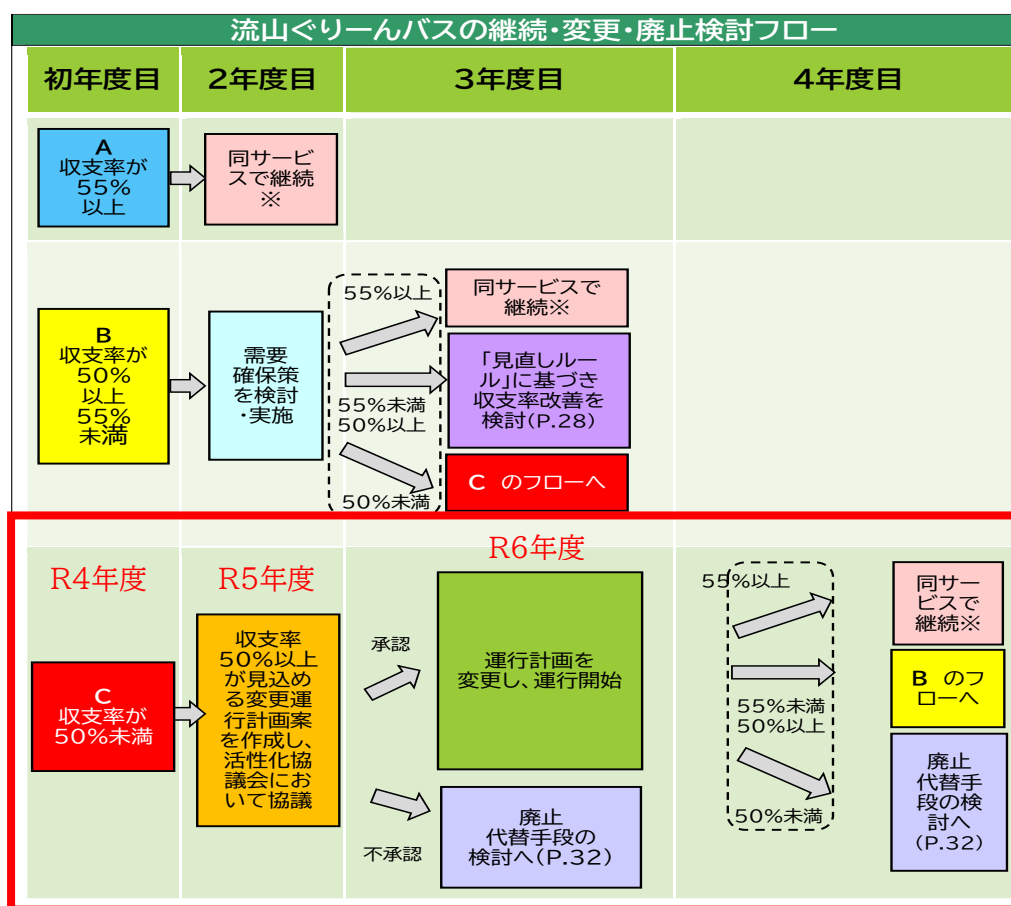 流山ぐりーんバスの継続・変更・廃止検討フロー
初年度目
2年度目
3年度目
4年度目
A
収支率が
55%
以上
同サービ
スで継続
※
B
収支率が
50%
以上
55%
未満
需要
確保策
を検討
・実施
55%以上
55%未満
50%以上
50%未満
同サービスで
継続※
「見直しルー
ル」に基づき
収支率改善を
検討(P.28)
C のフローへ
R4年度
R5年度
R6年度
C
収支率が
50%未満
収支率
50%以上
が見込め
る変更運
行計画案
を作成し、
活性化協
議会にお
いて協議
承認
不承認
運行計画を
変更し、運行開始
廃止
代替手段の
検討へ(P.32)
55%以上
55%未満
50%以上
50%未満
同サー
ビスで
継続※
B のフ
ローへ
廃止
代替手
段の検
討へ
(P.32)